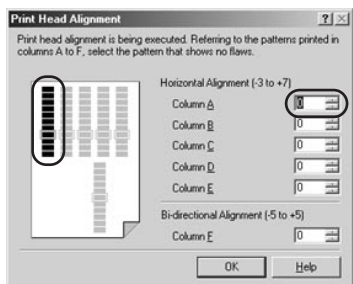 Print Head Alignment
Print head alignment is being executed. Referring to the patterns printed in
columns A to F, select the pattern that shows no flaws.
Horizontal Alignment (-3 to +7)
Column A 0
Column B 0
Column C 0
Column D 0
Column E 0
Bi-directional Alignment (-5 to +5)
Column F 0
OK Help